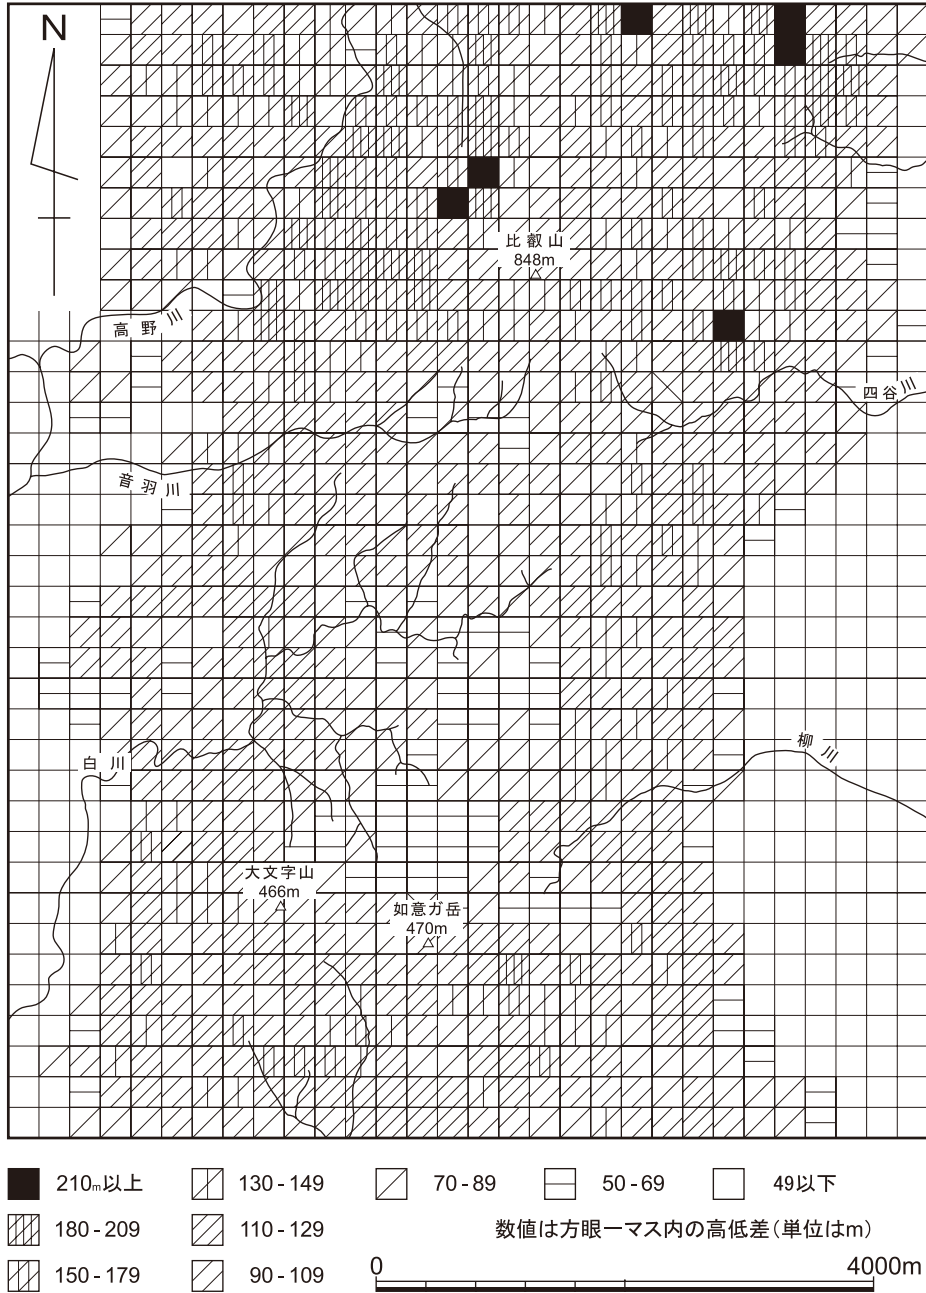 N
比叡山
848m
高野川
四谷川
音羽川
柳川
白川
大文字山
466m
如意ガ岳
470m
210m以上
130-149
70-89
50-69
49以下
180-209
110-129
数値は方眼一マス内の高低差(単位はm)
150-179
90-109
0
4000m